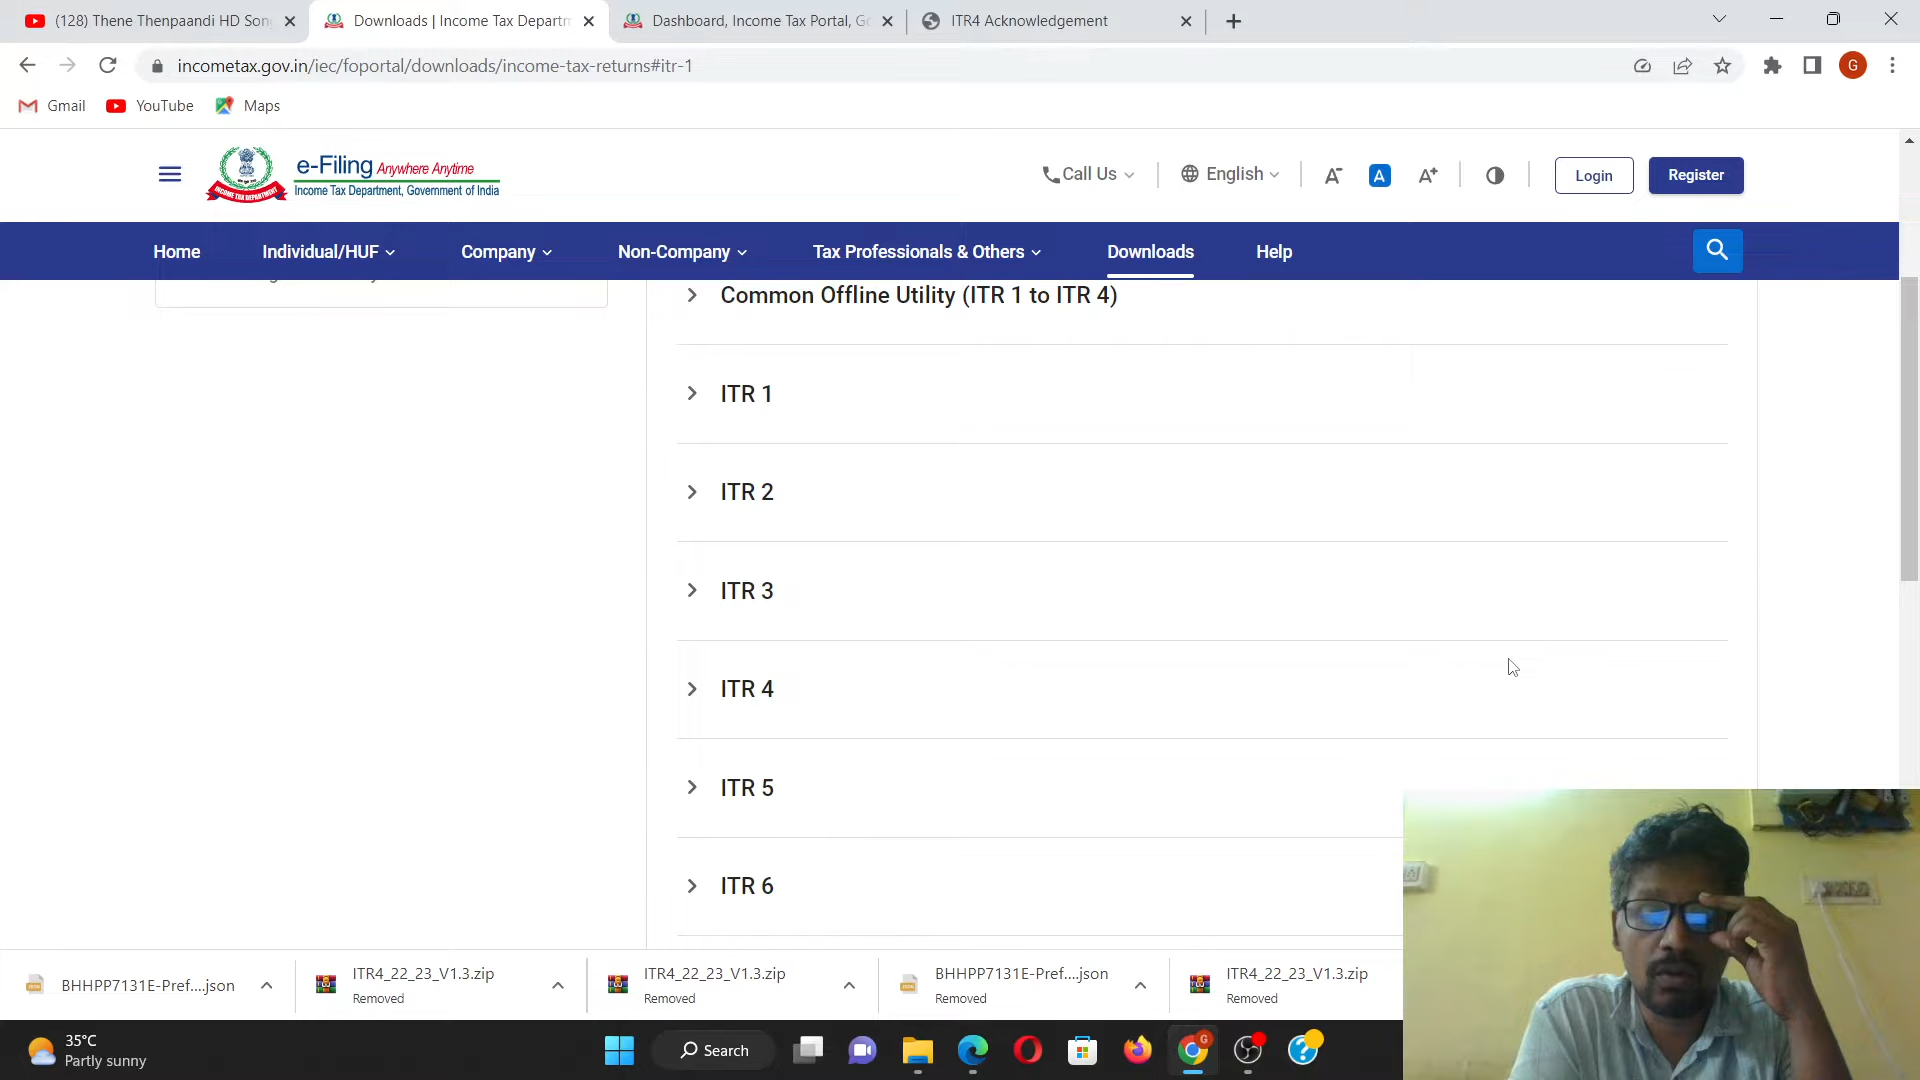 (128) Thene Thenpaandi HD Son
Downloads | Income Tax Departm
Dashboard, Income Tax Portal, Go
ITR4 Acknowledgement
incometax.gov.in/iec/foportal/downloads/income-tax-returns#itr-1
G
Gmail
YouTube
Maps
INCOME TAX DEPARTMENT
e-Filing Anywhere Anytime
Income Tax Department, Government of India
Call Us
English
A-
A
A+
Login
Register
Home
Individual/HUF
Company
Non-Company
Tax Professionals & Others
Downloads
Help
Common Offline Utility (ITR 1 to ITR 4)
ITR 1
ITR 2
ITR 3
ITR 4
ITR 5
ITR 6
BHHPP7131E-Pref....json
ITR4_22_23_V1.3.zip
Removed
ITR4_22_23_V1.3.zip
Removed
BHHPP7131E-Pref....json
Removed
ITR4_22_23_V1.3.zip
Removed
35°C
Partly sunny
Search
G